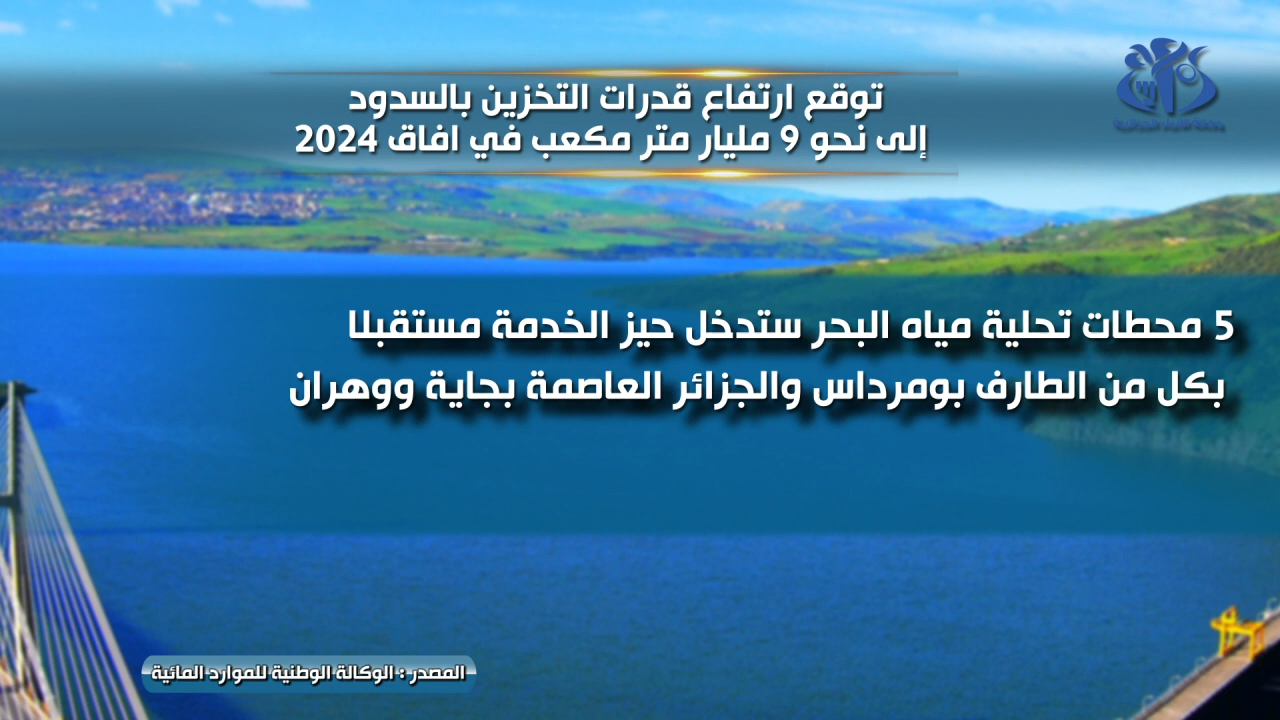 توقع ارتفاع قدرات التخزين بالسدود
إلى نحو 9 مليار متر مكعب في افاق 2024
5 محطات تحلية مياه البحر ستدخل حيز الخدمة مستقبلا
بكل من الطارف بومرداس والجزائر العاصمة بجاية ووهران
المصدر : الوكالة الوطنية للموارد المائية